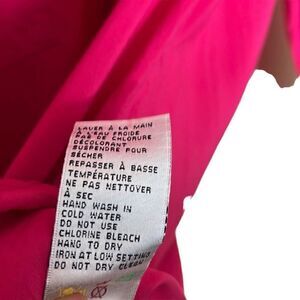 LAVER À LA MAIN
À L'EAU FROIDE
PAS DE CHLORURE
DÉCOLORANT
SUSPENDRE POUR
SÉCHER
REPASSER À BASSE
TEMPÉRATURE
NE PAS NETTOYER
À SEC
HAND WASH IN
COLD WATER
DO NOT USE
CHLORINE BLEACH
HANG TO DRY
IRON AT LOW SETTING
DO NOT DRY CLEAN